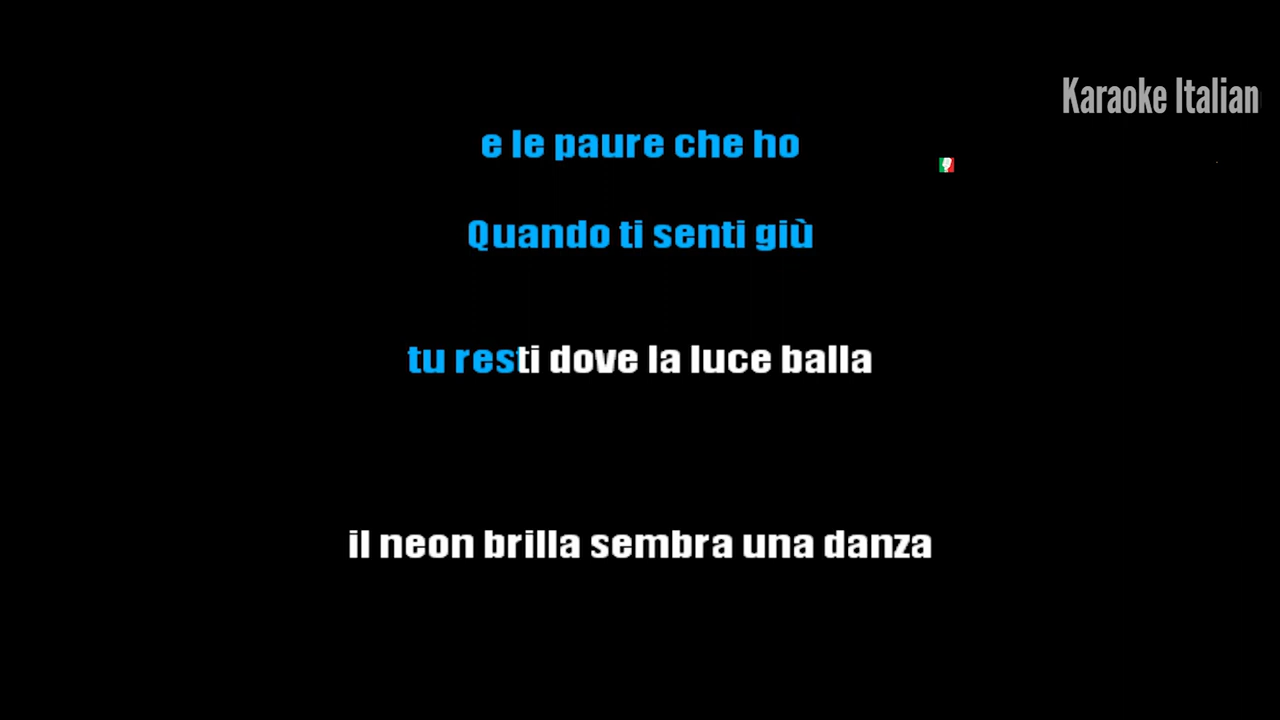 Karaoke Italian
e le paure che ho
Quando ti senti giù
tu resti dove la luce balla
il neon brilla sembra una danza